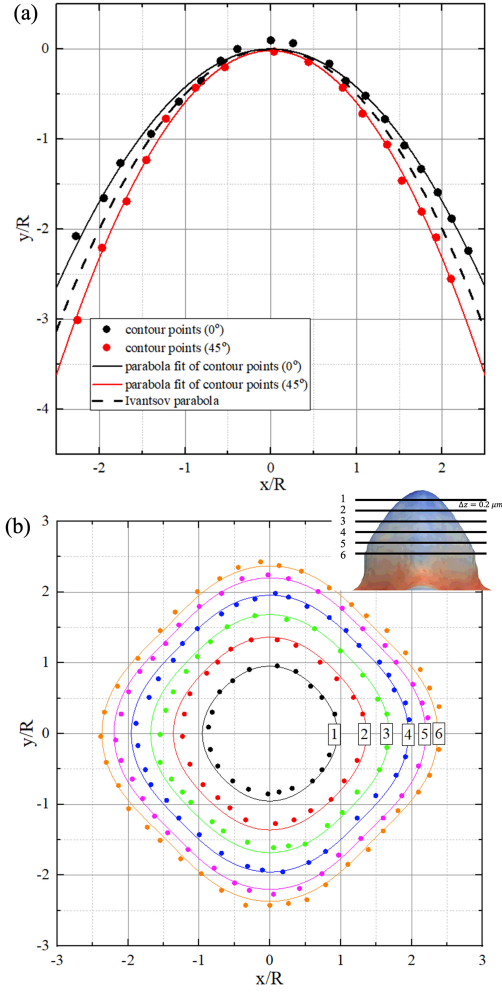 (a)
0
-1
-2
-3
-4
y/R
contour points (0°)
contour points (45°)
parabola fit of contour points (0°)
parabola fit of contour points (45°)
Ivantsov parabola
-2 -1 0 1 2
x/R
1
2
3
4
5
6
Δz = 0.2 μm
(b)
3
2
1
0
-1
-2
-3
y/R
1 2 3 4 5 6
-3 -2 -1 0 1 2 3
x/R